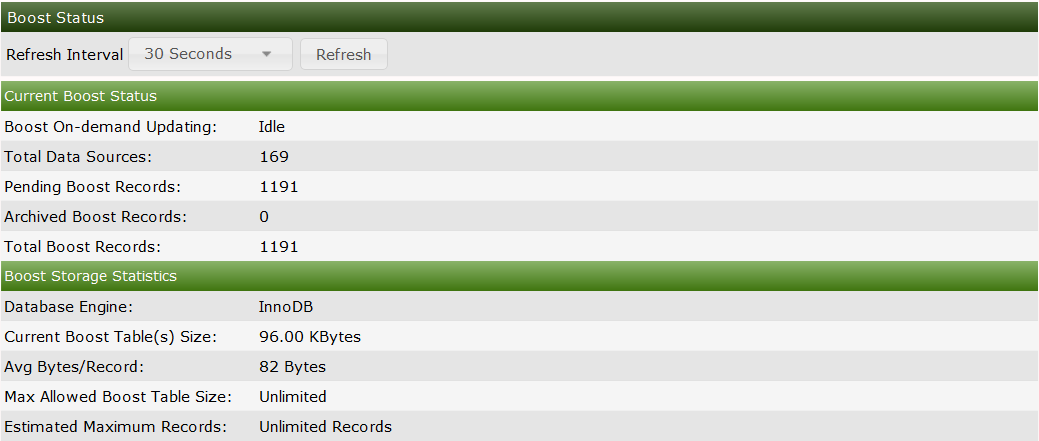 Boost Status
Refresh Interval 30 Seconds Refresh
Current Boost Status
Boost On-demand Updating: Idle
Total Data Sources: 169
Pending Boost Records: 1191
Archived Boost Records: 0
Total Boost Records: 1191
Boost Storage Statistics
Database Engine: InnoDB
Current Boost Table(s) Size: 96.00 KBytes
Avg Bytes/Record: 82 Bytes
Max Allowed Boost Table Size: Unlimited
Estimated Maximum Records: Unlimited Records